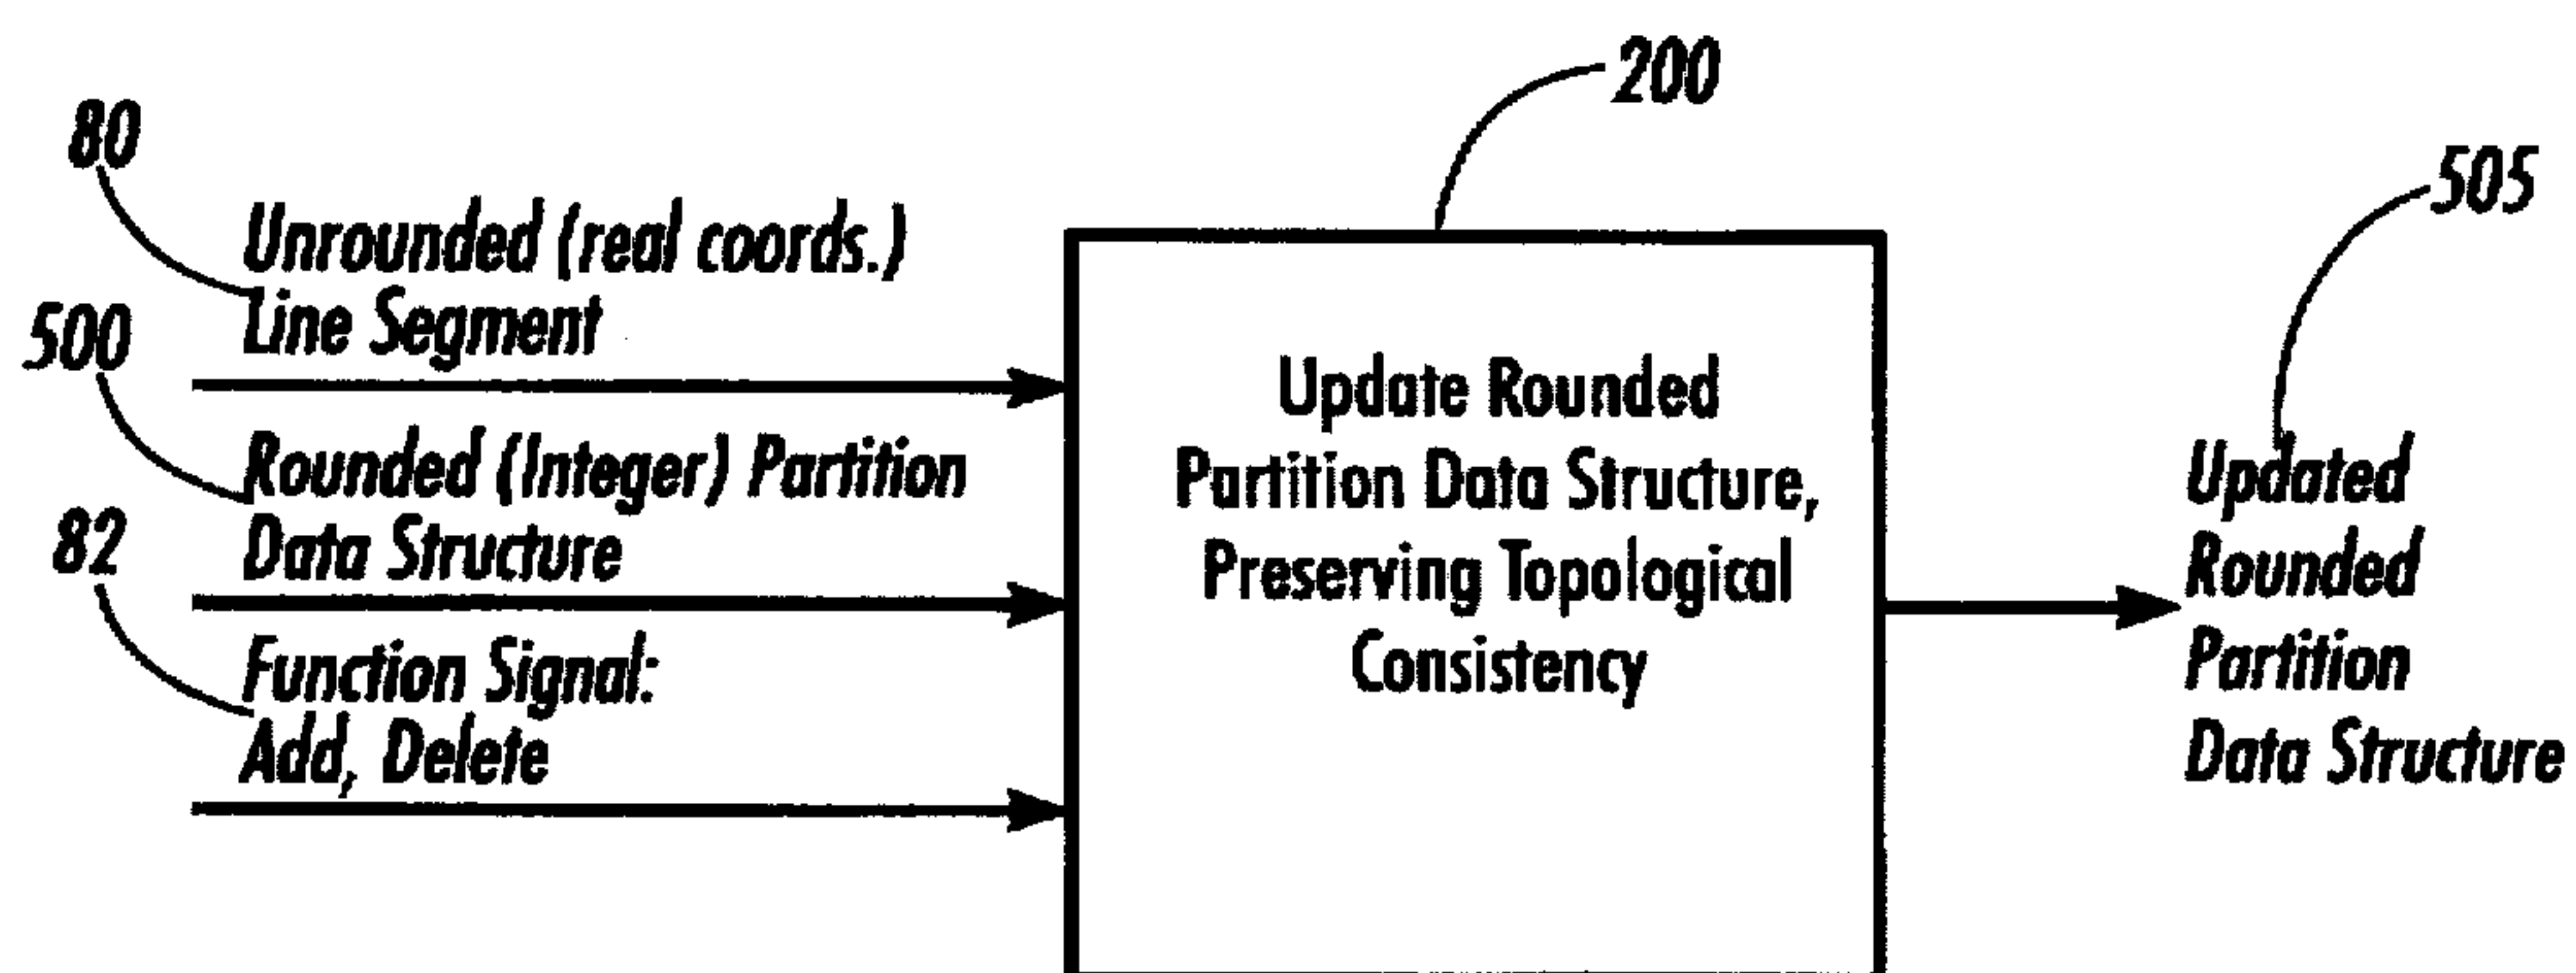 200
80
505
Unrounded (real coords.)
Line Segment
500
Rounded (Integer) Partition
Data Structure
82
Function Signal:
Add, Delete
Update Rounded
Partition Data Structure,
Preserving Topological
Consistency
Updated
Rounded
Partition
Data Structure